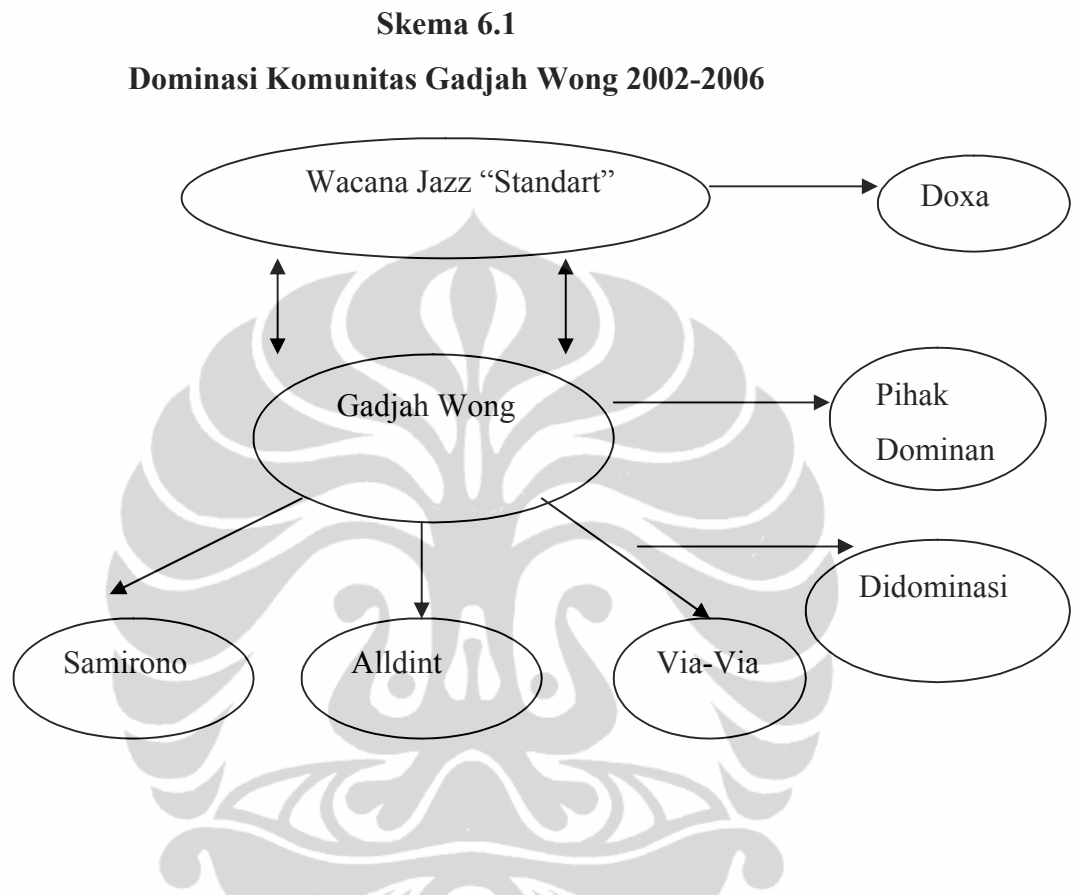 Skema 6.1
Dominasi Komunitas Gadjah Wong 2002-2006
Wacana Jazz “Standart”
Doxa
Gadjah Wong
Pihak
Dominan
Didominasi
Samirono
Alldint
Via-Via